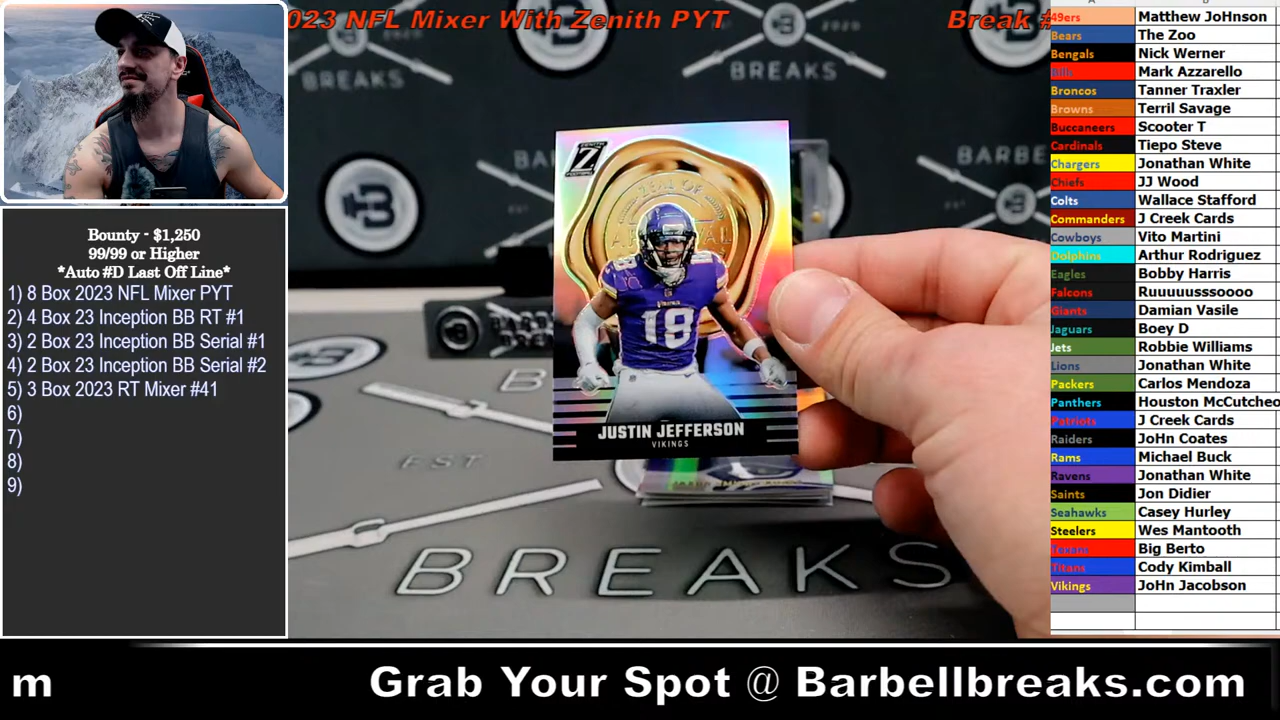 023 NFL Mixer With Zenith PYT
Break #
Bounty - $1,250
99/99 or Higher
*Auto #D Last Off Line*
1) 8 Box 2023 NFL Mixer PYT
2) 4 Box 23 Inception BB RT #1
3) 2 Box 23 Inception BB Serial #1
4) 2 Box 23 Inception BB Serial #2
5) 3 Box 2023 RT Mixer #41
6)
7)
8)
9)
BREAKS
BREAKS
BARBE
ZENITH
FOOTBALL
SEAL OF
18
JUSTIN JEFFERSON
VIKINGS
EST
BREAKS
49ers Matthew JoHnson
Bears The Zoo
Bengals Nick Werner
Bills Mark Azzarello
Broncos Tanner Traxler
Browns Terril Savage
Buccaneers Scooter T
Cardinals Tiepo Steve
Chargers Jonathan White
Chiefs JJ Wood
Colts Wallace Stafford
Commanders J Creek Cards
Cowboys Vito Martini
Dolphins Arthur Rodriguez
Eagles Bobby Harris
Falcons Ruuuuusssoooo
Giants Damian Vasile
Jaguars Boey D
Jets Robbie Williams
Lions Jonathan White
Packers Carlos Mendoza
Panthers Houston McCutcheo
Patriots J Creek Cards
Raiders JoHn Coates
Rams Michael Buck
Ravens Jonathan White
Saints Jon Didier
Seahawks Casey Hurley
Steelers Wes Mantooth
Texans Big Berto
Titans Cody Kimball
Vikings JoHn Jacobson
m
Grab Your Spot @ Barbellbreaks.com